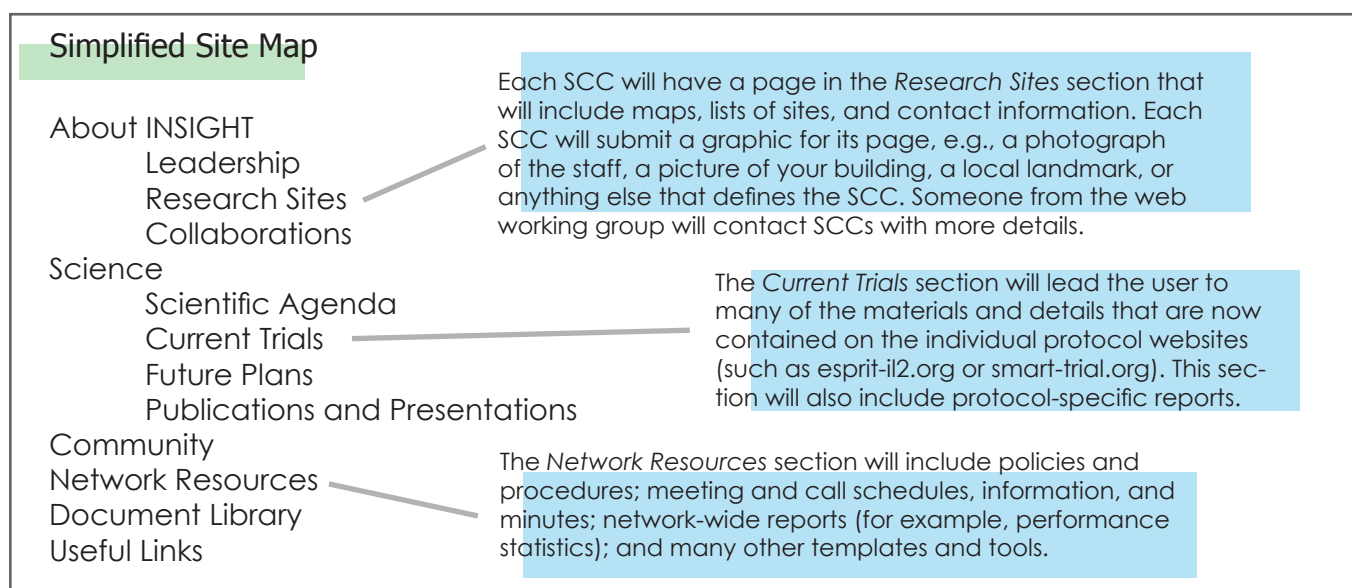 Simplified Site Map
About INSIGHT
Leadership
Research Sites
Collaborations
Science
Scientific Agenda
Current Trials
Future Plans
Publications and Presentations
Community
Network Resources
Document Library
Useful Links
Each SCC will have a page in the Research Sites section that
will include maps, lists of sites, and contact information. Each
SCC will submit a graphic for its page, e.g., a photograph
of the staff, a picture of your building, a local landmark, or
anything else that defines the SCC. Someone from the web
working group will contact SCCs with more details.
The Current Trials section will lead the user to
many of the materials and details that are now
contained on the individual protocol websites
(such as esprit-il2.org or smart-trial.org). This sec-
tion will also include protocol-specific reports.
The Network Resources section will include policies and
procedures; meeting and call schedules, information, and
minutes; network-wide reports (for example, performance
statistics); and many other templates and tools.